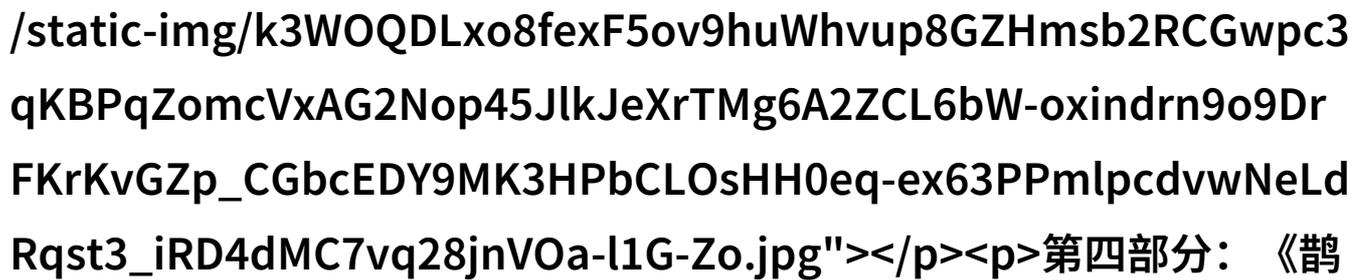 /static-img/k3WOQDLxo8fexF5ov9huWhvup8GZHmsb2RCGwpc3
qKBPqZomcVxAG2Nop45JlkJeXrTMg6A2ZCL6bW-oxindrn9o9Dr
FKrKvGZp_CGbcEDY9MK3HPbCLOsHH0eq-ex63PPmlpcdvwNeLd
Rqst3_iRD4dMC7vq28jnVOa-l1G-Zo.jpg"></p><p>第四部分：《鹊